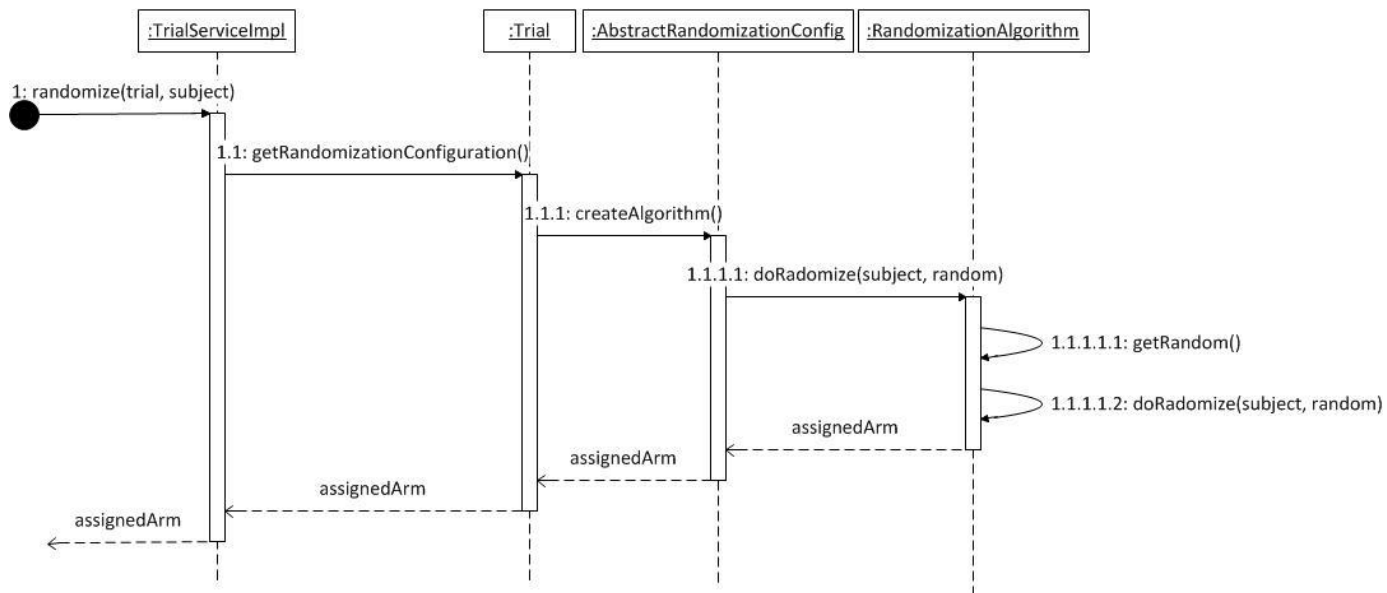 :TrialServiceImpl
:Trial
:AbstractRandomizationConfig
:RandomizationAlgorithm
1: randomize(trial, subject)
1.1: getRandomizationConfiguration()
1.1.1: createAlgorithm()
1.1.1.1: doRadomize(subject, random)
1.1.1.1.1: getRandom()
1.1.1.1.2: doRadomize(subject, random)
assignedArm
assignedArm
assignedArm
assignedArm